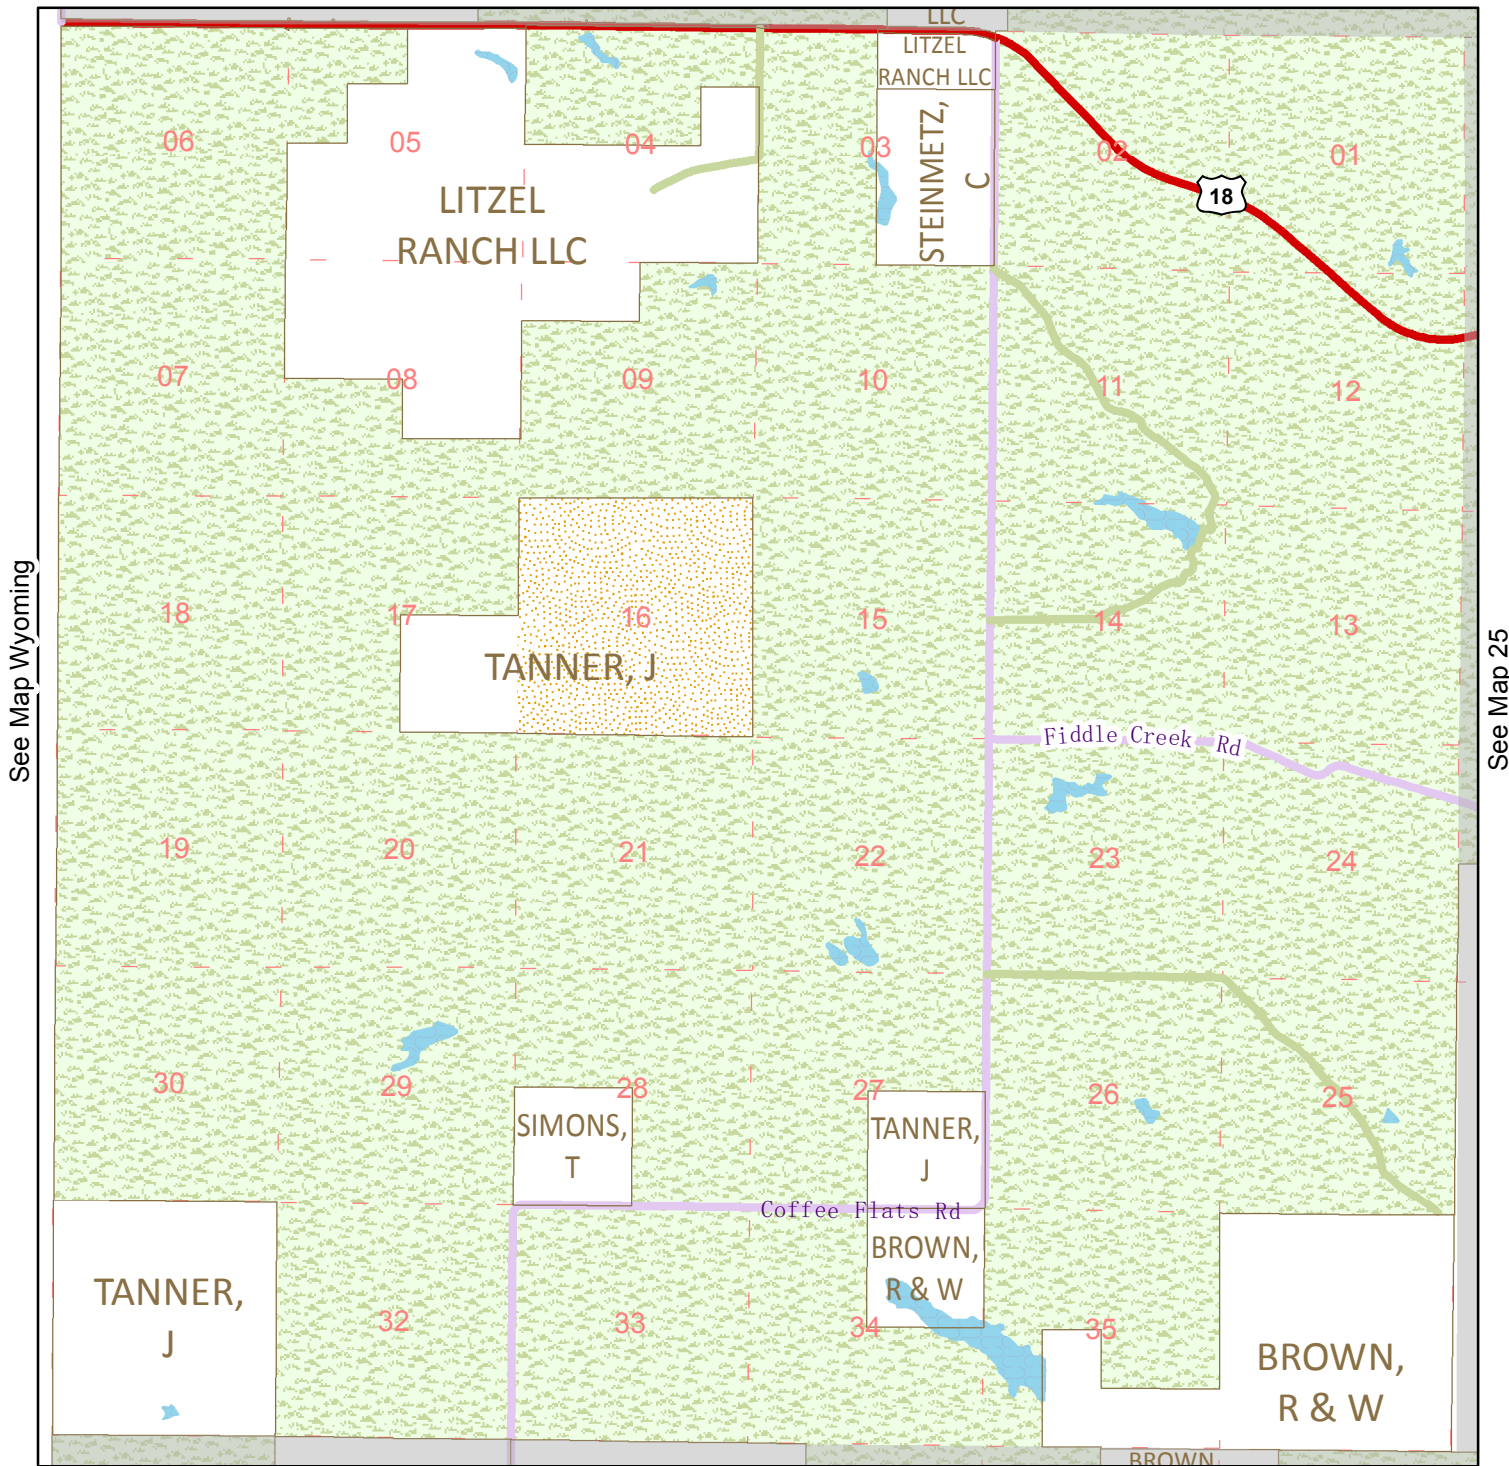 LLC
LITZEL
RANCH LLC
STEINMETZ,
C
06
05
04
03
02
01
18
LITZEL
RANCH LLC
07
08
09
10
11
12
See Map Wyoming
18
17
16
15
14
13
TANNER, J
See Map 25
Fiddle Creek Rd
19
20
21
22
23
24
30
29
28
27
26
25
SIMONS,
T
TANNER,
J
Coffee Flats Rd
BROWN,
R & W
TANNER,
J
32
33
34
35
BROWN,
R & W
BROWN